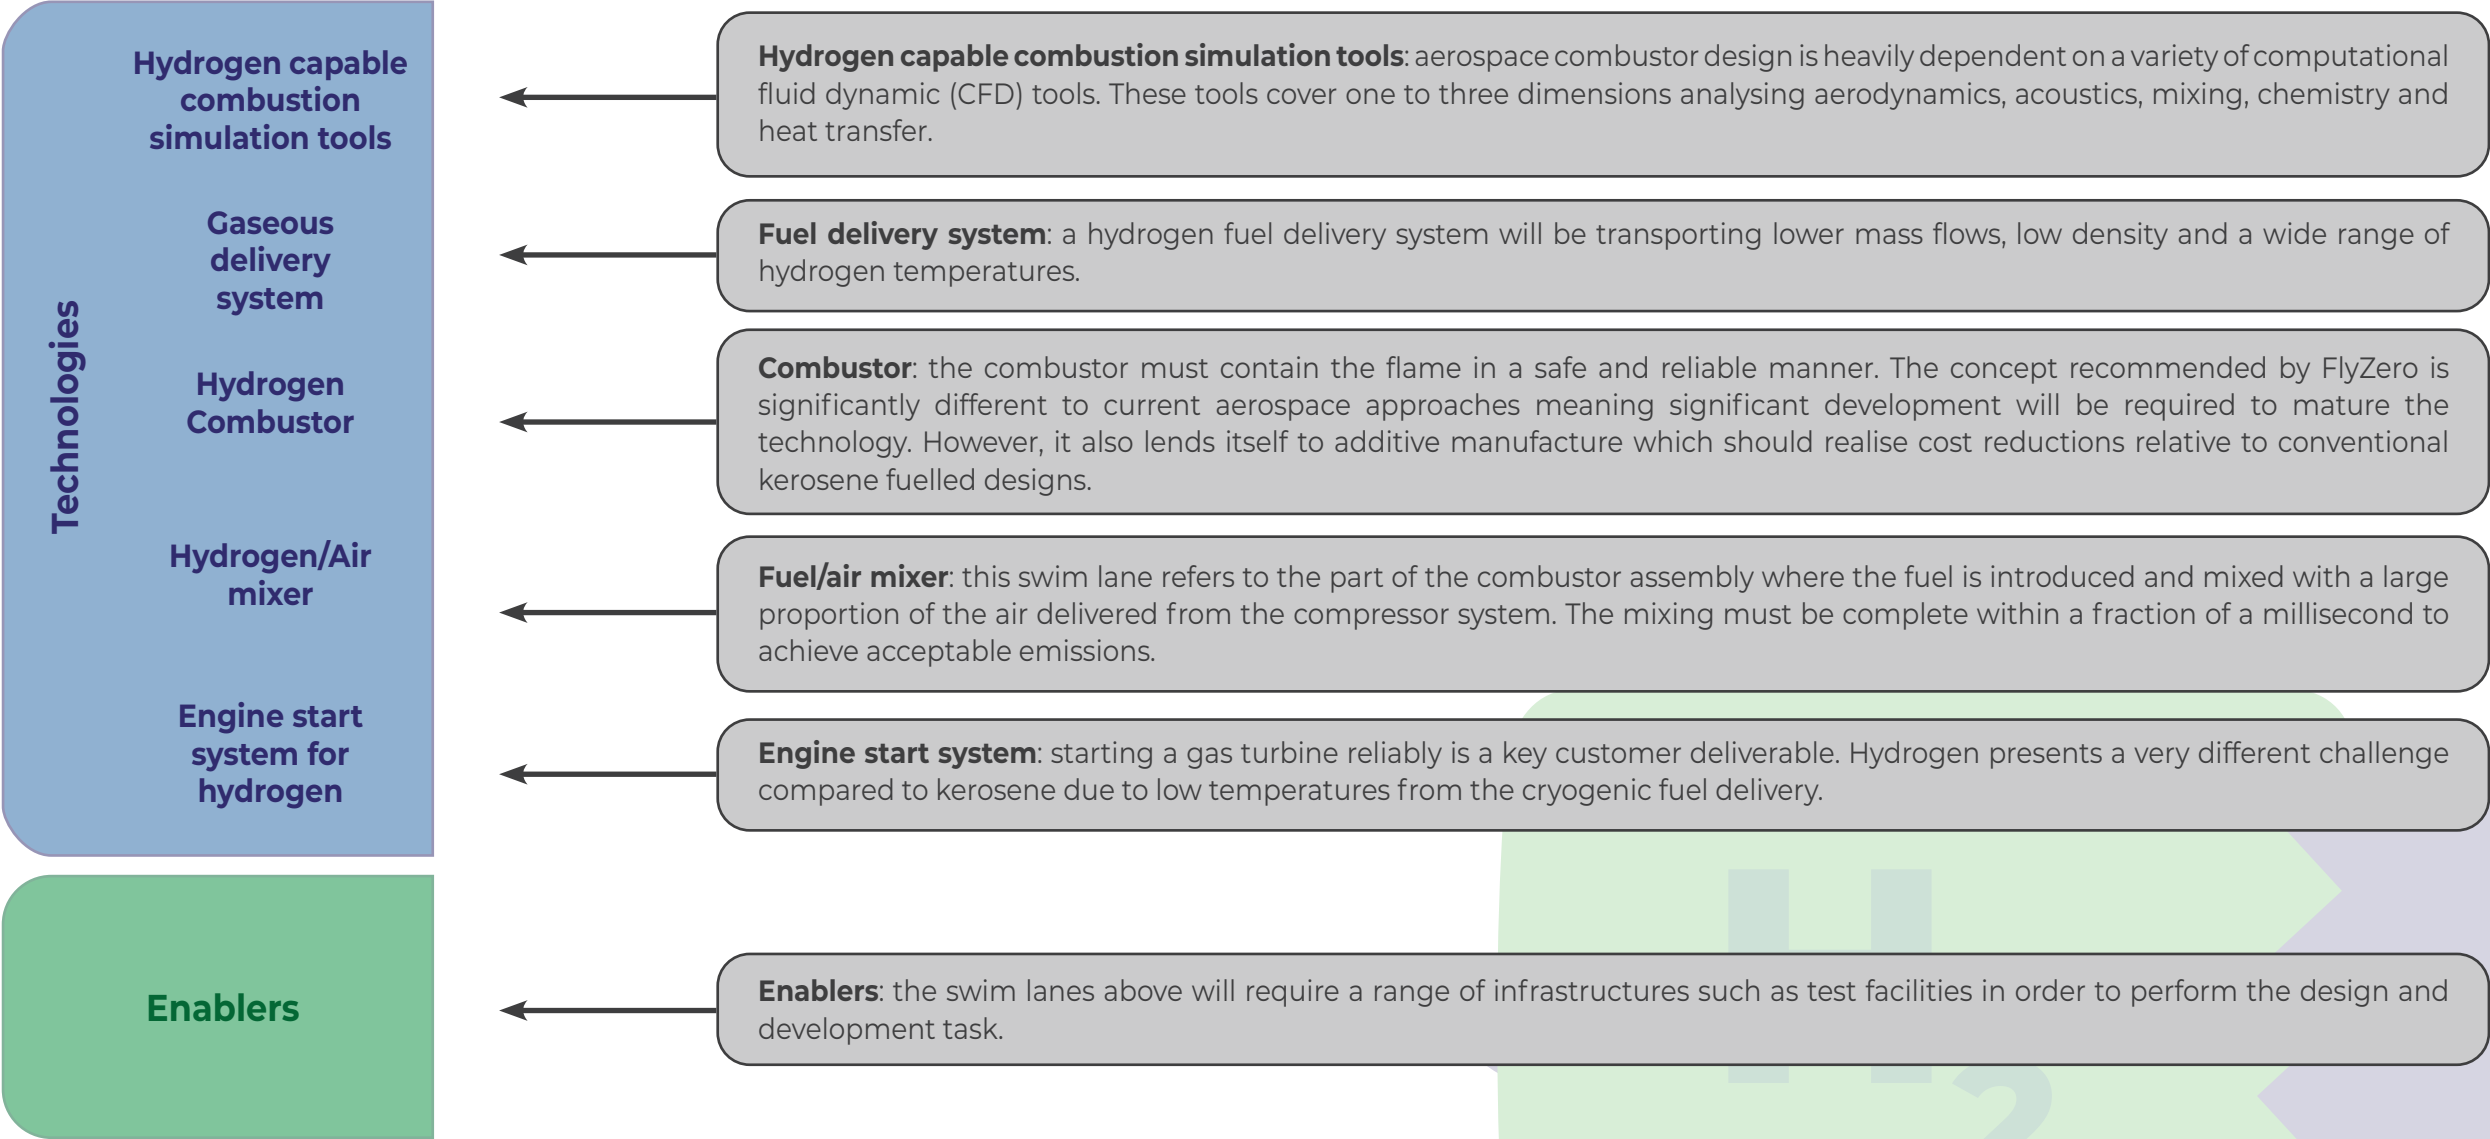 Technologies
Hydrogen capable
combustion
simulation tools
Hydrogen capable combustion simulation tools: aerospace combustor design is heavily dependent on a variety of computational
fluid dynamic (CFD) tools. These tools cover one to three dimensions analysing aerodynamics, acoustics, mixing, chemistry and
heat transfer.
Gaseous
delivery
system
Fuel delivery system: a hydrogen fuel delivery system will be transporting lower mass flows, low density and a wide range of
hydrogen temperatures.
Hydrogen
Combustor
Combustor: the combustor must contain the flame in a safe and reliable manner. The concept recommended by FlyZero is
significantly different to current aerospace approaches meaning significant development will be required to mature the
technology. However, it also lends itself to additive manufacture which should realise cost reductions relative to conventional
kerosene fuelled designs.
Hydrogen/Air
mixer
Fuel/air mixer: this swim lane refers to the part of the combustor assembly where the fuel is introduced and mixed with a large
proportion of the air delivered from the compressor system. The mixing must be complete within a fraction of a millisecond to
achieve acceptable emissions.
Engine start
system for
hydrogen
Engine start system: starting a gas turbine reliably is a key customer deliverable. Hydrogen presents a very different challenge
compared to kerosene due to low temperatures from the cryogenic fuel delivery.
Enablers
Enablers: the swim lanes above will require a range of infrastructures such as test facilities in order to perform the design and
development task.
H2